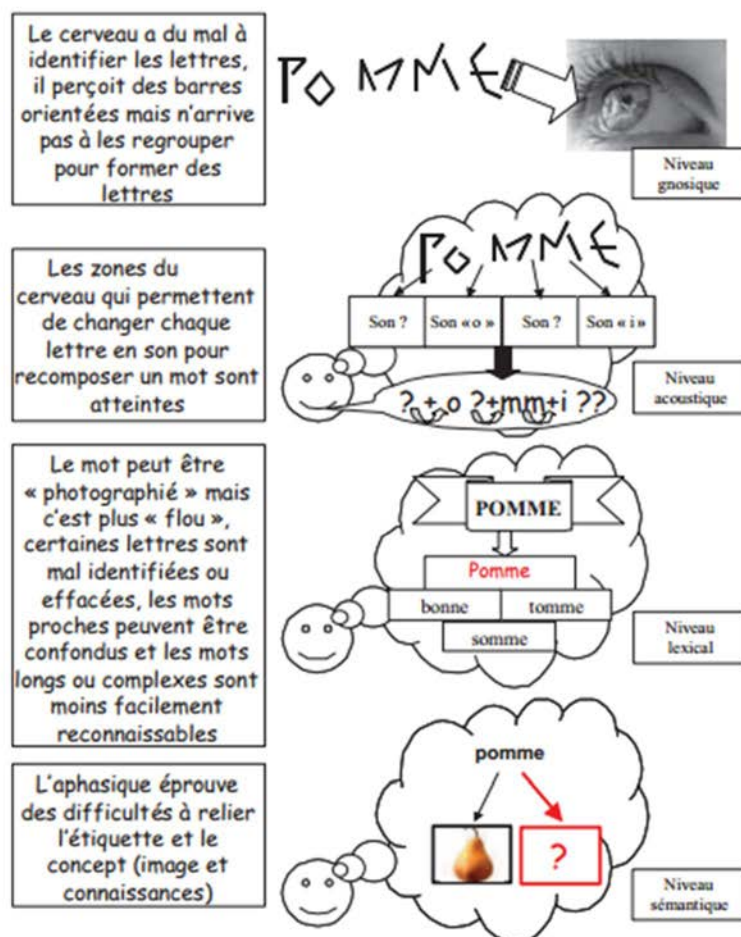 Le cerveau a du mal à
identifier les lettres,
il perçoit des barres
orientées mais n'arrive
pas à les regrouper
pour former des
lettres
POMME
Niveau
gnosique
Les zones du
cerveau qui permettent
de changer chaque
lettre en son pour
recomposer un mot sont
atteintes
POMME
Son ? Son «o» Son ? Son «i»
? + o ?+mm+i ??
Niveau
acoustique
Le mot peut être
« photographié » mais
c'est plus « flou »,
certaines lettres sont
mal identifiées ou
effacées, les mots
proches peuvent être
confondus et les mots
longs ou complexes sont
moins facilement
reconnaissables
POMME
Pomme
bonne tomme
somme
Niveau
lexical
L'aphasique éprouve
des difficultés à relier
l'étiquette et le
concept (image et
connaissances)
pomme
?
Niveau
sémantique